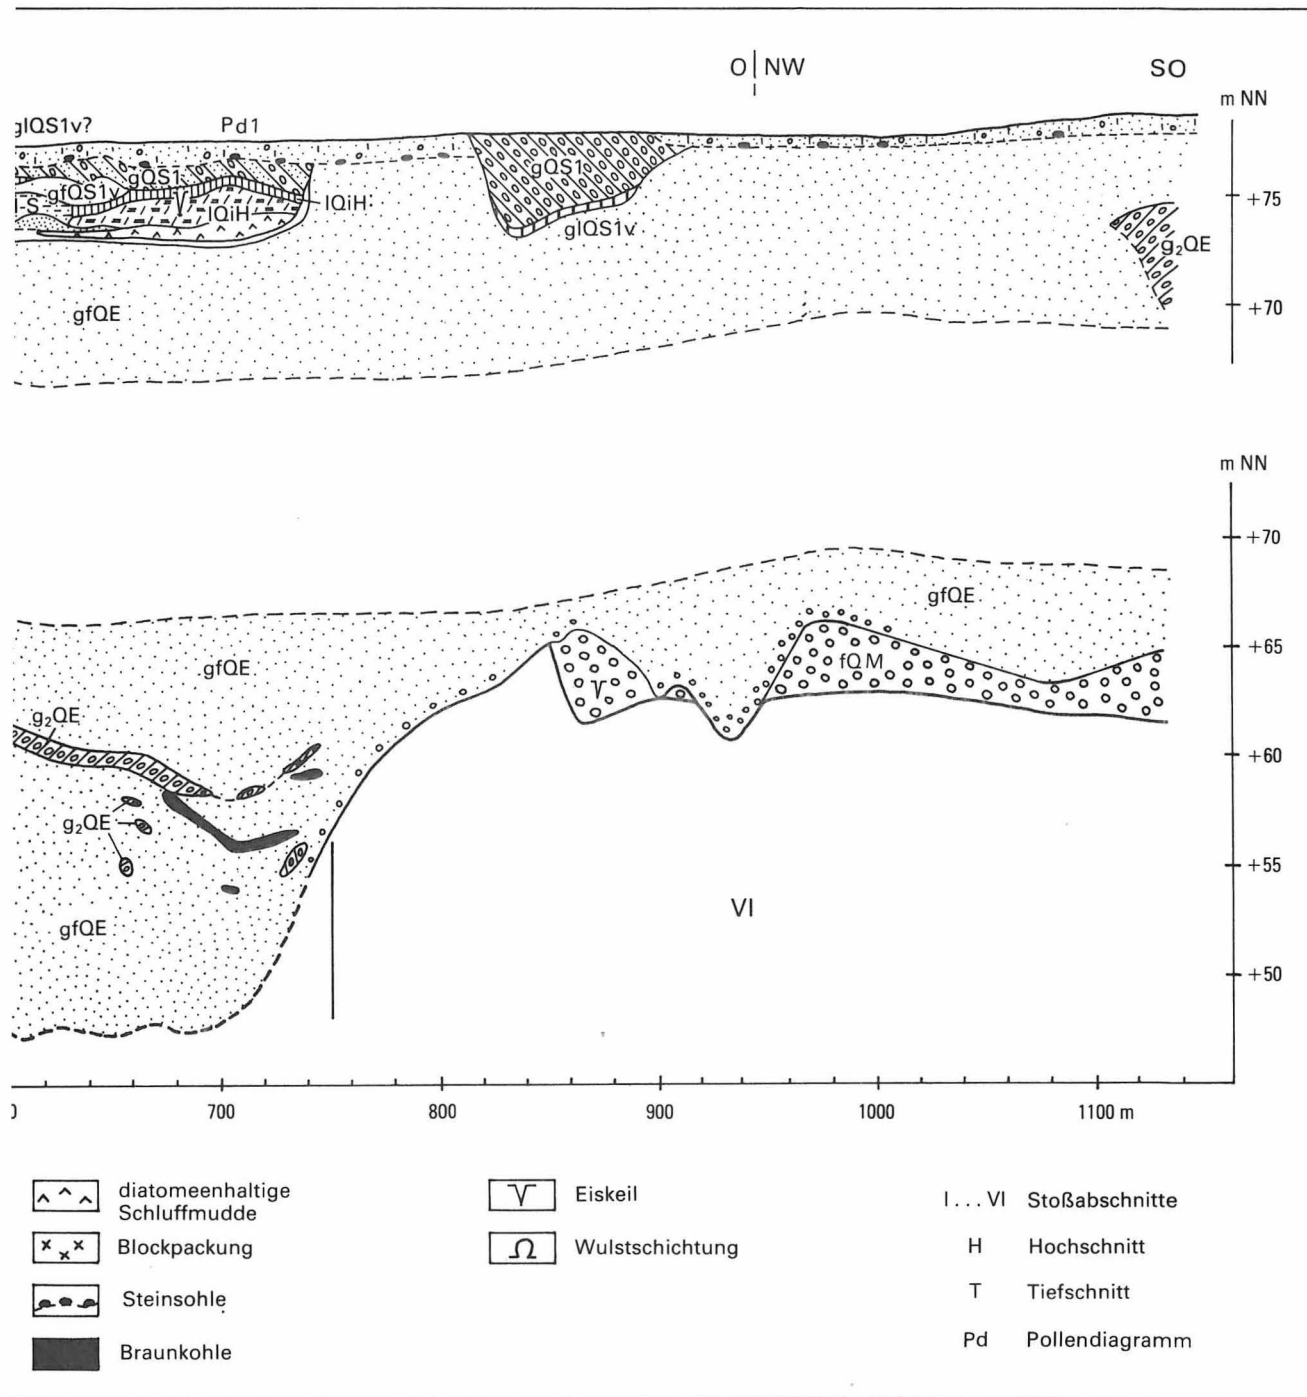 O NW
SO
m NN
glQS1v?
Pd1
gQS1
gfQS1v
I-S
lQiH
lQiH
gQS1
glQS1v
+75
g₂QE
+70
gfQE
m NN
+70
gfQE
+65
gfQE
fQM
g₂QE
+60
g₂QE
+55
VI
gfQE
+50
700
800
900
1000
1100 m
diatomeenhaltige
Schluffmudde
Blockpackung
Steinsohle
Braunkohle
Eiskeil
Wulstschichtung
I...VI Stoßabschnitte
H Hochschnitt
T Tiefschnitt
Pd Pollendiagramm